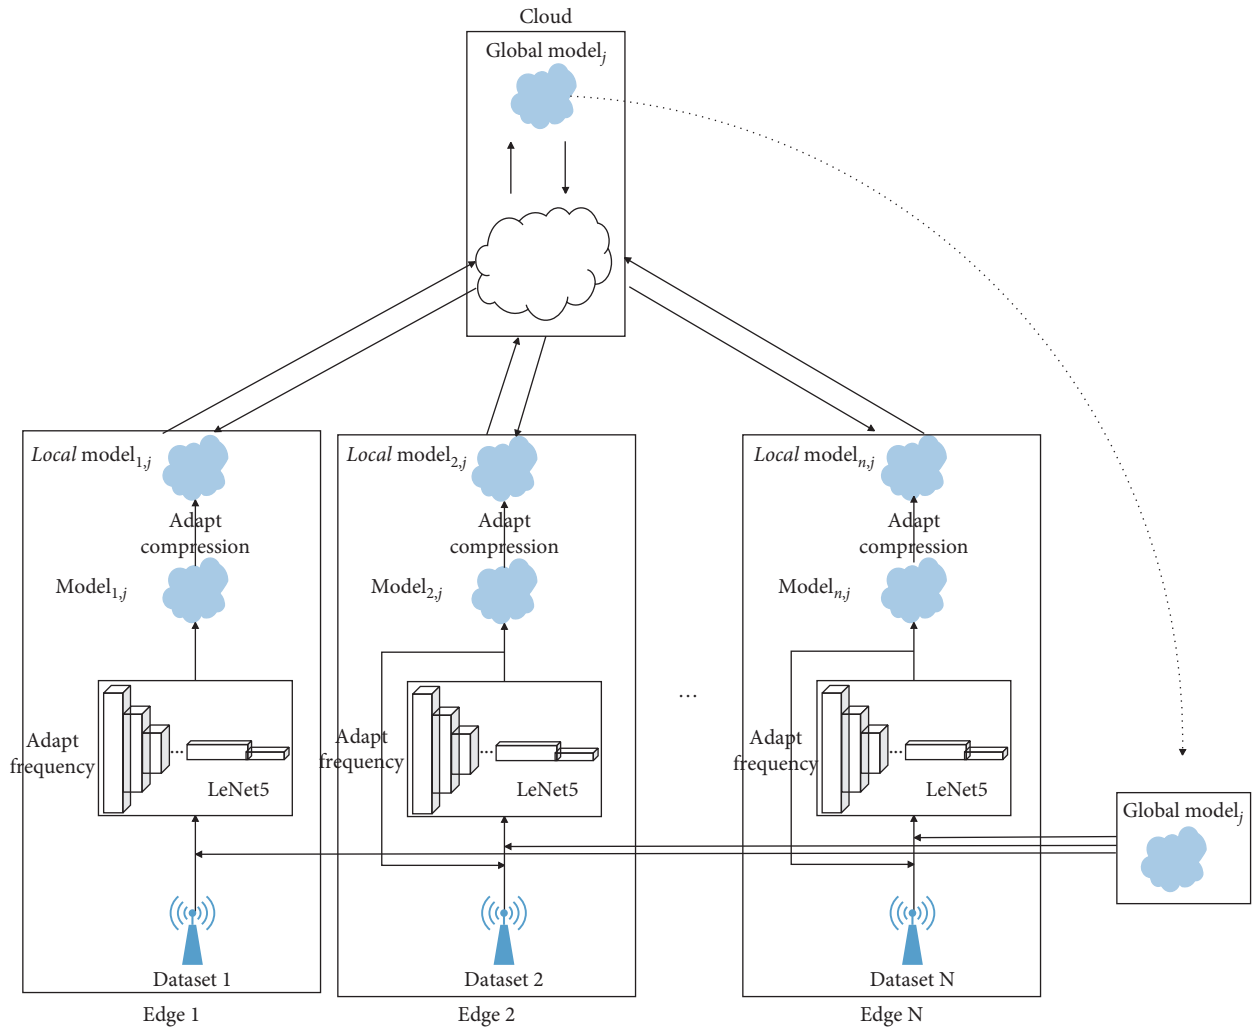 Cloud
Global modelj
Local model1,j
Adapt
compression
Model1,j
Adapt
frequency
...
LeNet5
Dataset 1
Edge 1
Local model2,j
Adapt
compression
Model2,j
Adapt
frequency
...
LeNet5
Dataset 2
Edge 2
...
Local modeln,j
Adapt
compression
Modeln,j
Adapt
frequency
...
LeNet5
Dataset N
Edge N
Global modelj